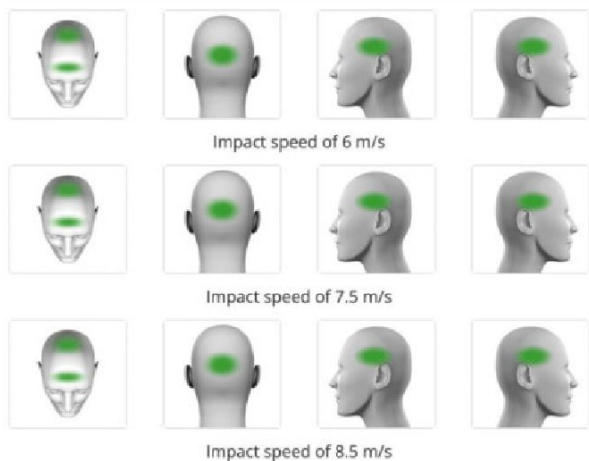 Impact speed of 6 m/s
Impact speed of 7.5 m/s
Impact speed of 8.5 m/s